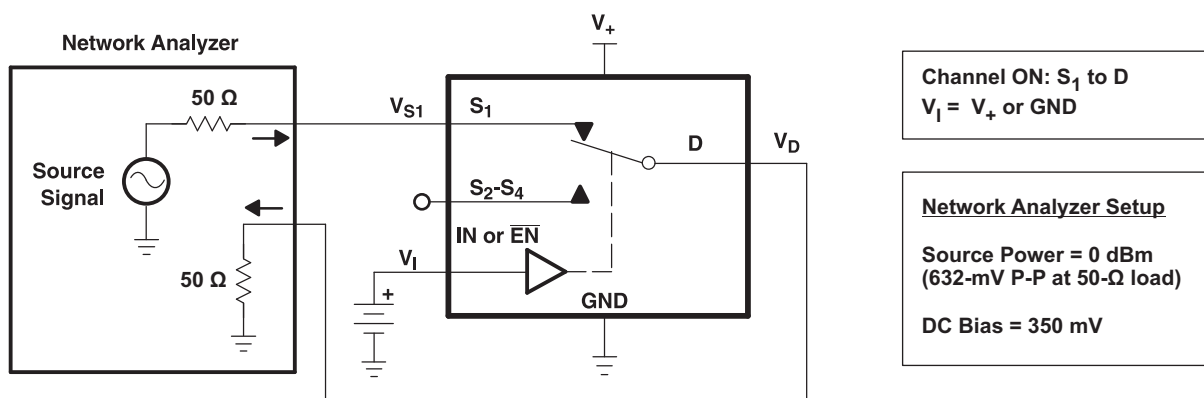 Network Analyzer
50 Ω
Source
Signal
50 Ω
V+
VS1
S1
D
VD
S2-S4
IN or E̅N̅
VI
+
GND
Channel ON: S1 to D
VI = V+ or GND
Network Analyzer Setup
Source Power = 0 dBm
(632-mV P-P at 50-Ω load)
DC Bias = 350 mV